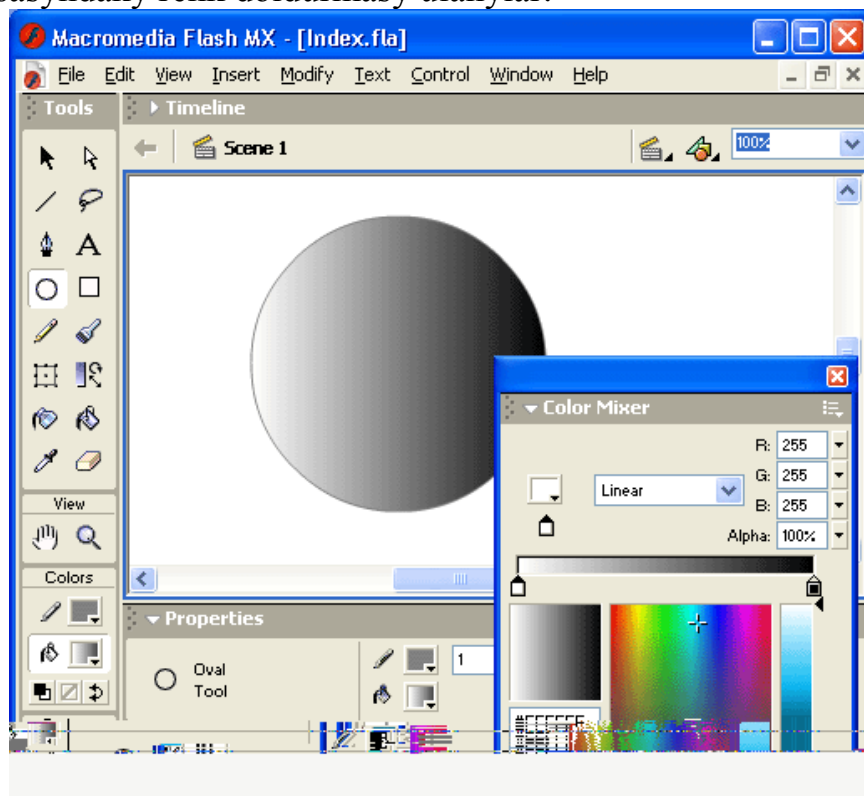 Macromedia Flash MX - [Index.fla]
File Edit View Insert Modify Text Control Window Help
Tools
Timeline
Scene 1
100%
Color Mixer
R: 255
G: 255
B: 255
Linear
Alpha: 100%
View
Colors
Properties
Oval
Tool
1